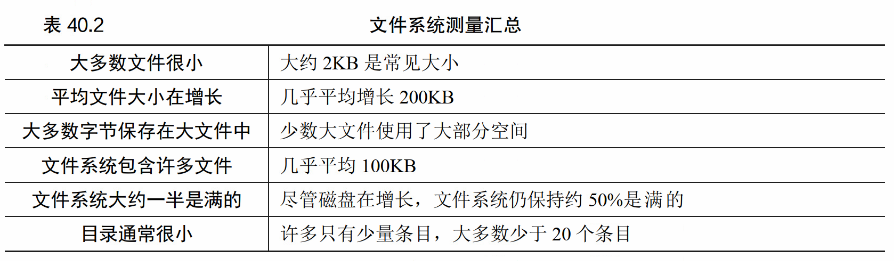 表 40.2 文件系统测量汇总
大多数文件很小 大约 2KB 是常见大小
平均文件大小在增长 几乎平均增长 200KB
大多数字节保存在大文件中 少数大文件使用了大部分空间
文件系统包含许多文件 几乎平均 100KB
文件系统大约一半是满的 尽管磁盘在增长，文件系统仍保持约 50%是满的
目录通常很小 许多只有少量条目，大多数少于 20 个条目